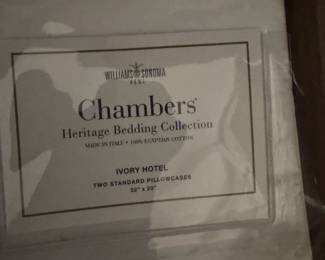 WILLIAMS SONOMA
HOME
Chambers®
Heritage Bedding Collection
MADE IN ITALY • 100% EGYPTIAN COTTON
IVORY HOTEL
TWO STANDARD PILLOWCASES